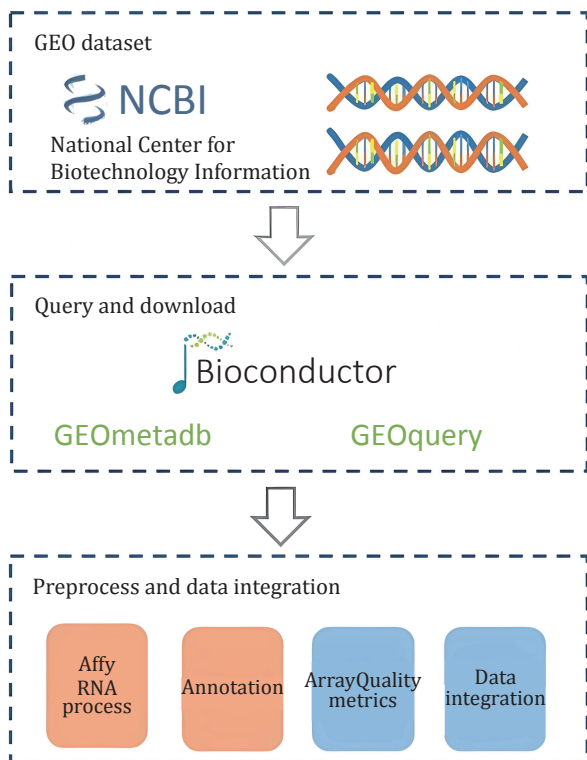 GEO dataset
NCBI
National Center for
Biotechnology Information
Query and download
Bioconductor
GEOmetadb GEOquery
Preprocess and data integration
Affy
RNA
process
Annotation
ArrayQuality
metrics
Data
integration